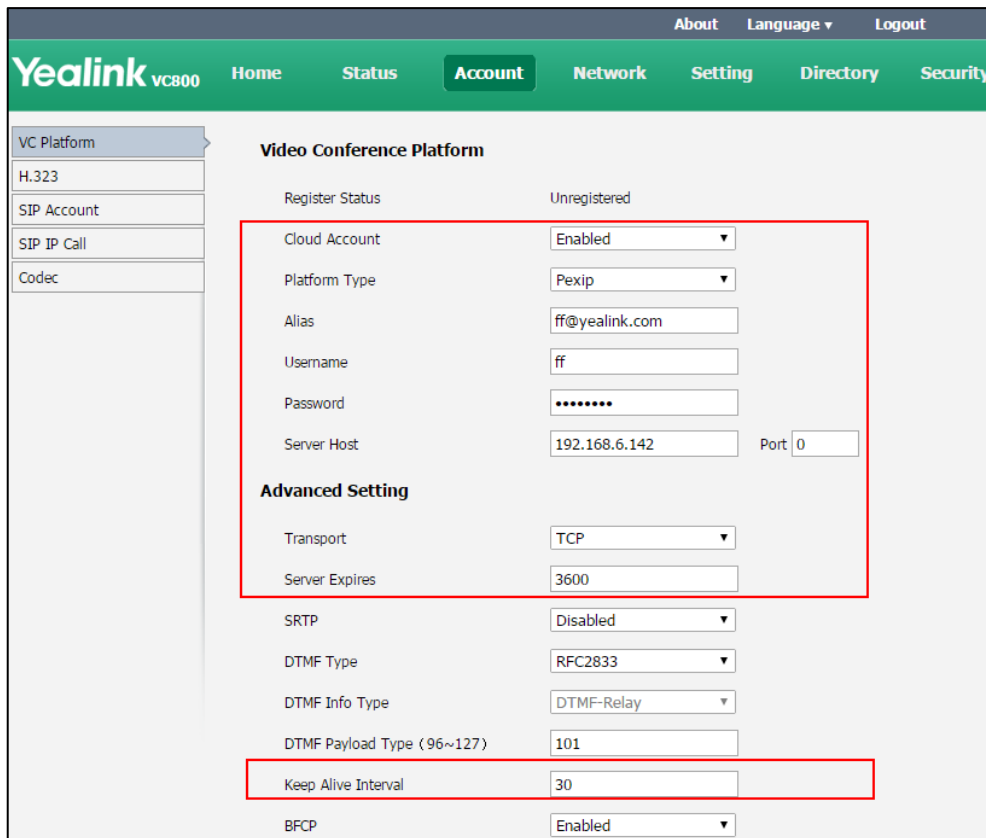 About Language ▾ Logout
Yealink VC800 Home Status Account Network Setting Directory Security
VC Platform
H.323
SIP Account
SIP IP Call
Codec
Video Conference Platform
Register Status Unregistered
Cloud Account Enabled
Platform Type Pexip
Alias ff@yealink.com
Username ff
Password ••••••••
Server Host 192.168.6.142 Port 0
Advanced Setting
Transport TCP
Server Expires 3600
SRTP Disabled
DTMF Type RFC2833
DTMF Info Type DTMF-Relay
DTMF Payload Type (96~127) 101
Keep Alive Interval 30
BFCP Enabled